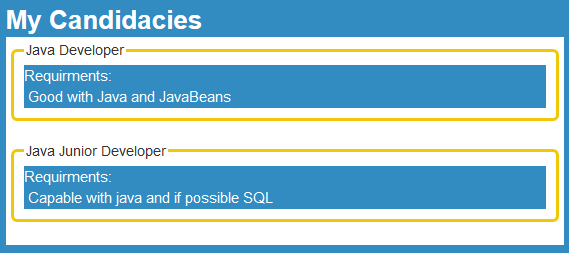 My Candidacies
Java Developer
Requirments:
Good with Java and JavaBeans
Java Junior Developer
Requirments:
Capable with java and if possible SQL